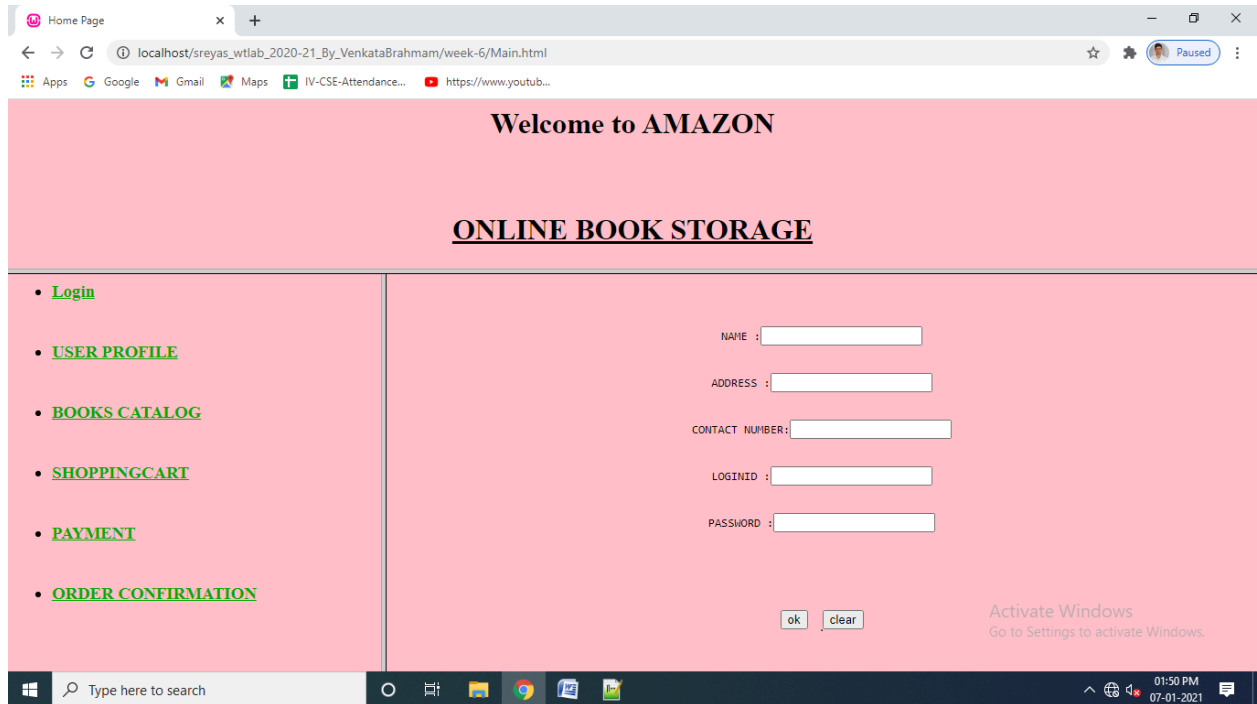 Home Page
localhost/sreyas_wtlab_2020-21_By_VenkataBrahmam/week-6/Main.html
Paused
Apps Google Gmail Maps IV-CSE-Attendance... https://www.youtub...
Welcome to AMAZON
ONLINE BOOK STORAGE
Login
USER PROFILE
BOOKS CATALOG
SHOPPINGCART
PAYMENT
ORDER CONFIRMATION
NAME :
ADDRESS :
CONTACT NUMBER:
LOGINID :
PASSWORD :
ok clear
Activate Windows
Go to Settings to activate Windows.
Type here to search
01:50 PM
07-01-2021